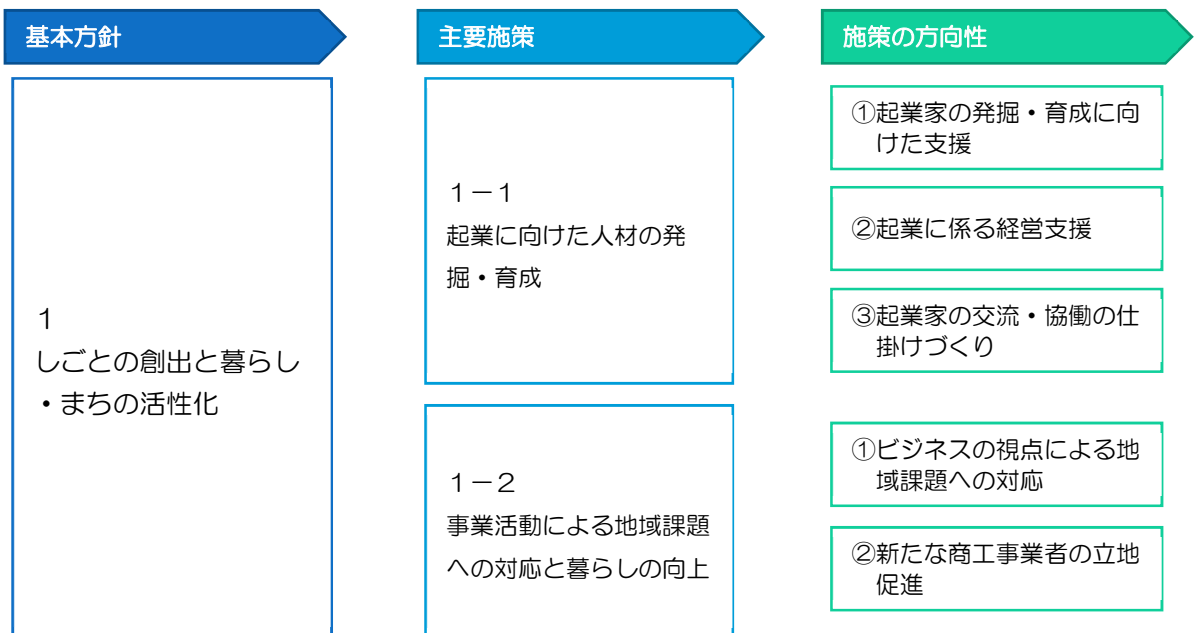 基本方針
主要施策
施策の方向性
1
しごとの創出と暮らし
・まちの活性化
1－1
起業に向けた人材の発
掘・育成
①起業家の発掘・育成に向
けた支援
②起業に係る経営支援
③起業家の交流・協働の仕
掛けづくり
1－2
事業活動による地域課題
への対応と暮らしの向上
①ビジネスの視点による地
域課題への対応
②新たな商工事業者の立地
促進